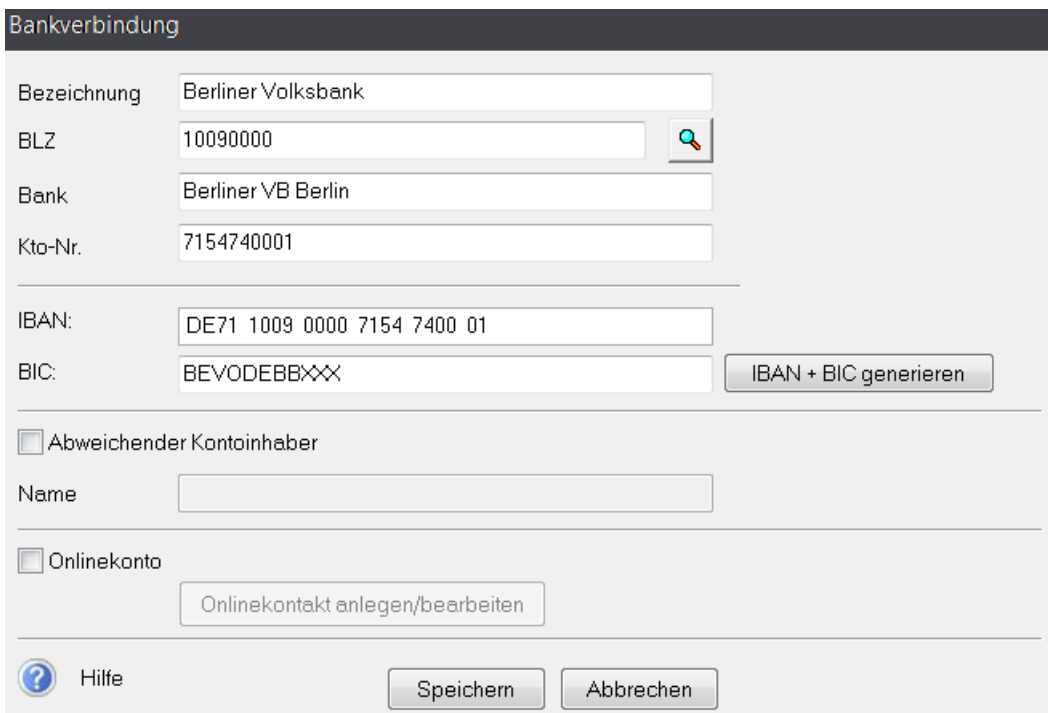 Bankverbindung
Bezeichnung Berliner Volksbank
BLZ 10090000
Bank Berliner VB Berlin
Kto-Nr. 7154740001
IBAN: DE71 1009 0000 7154 7400 01
BIC: BEVODEBBXXX IBAN + BIC generieren
Abweichender Kontoinhaber
Name
Onlinekonto
Onlinekontakt anlegen/bearbeiten
Hilfe Speichern Abbrechen